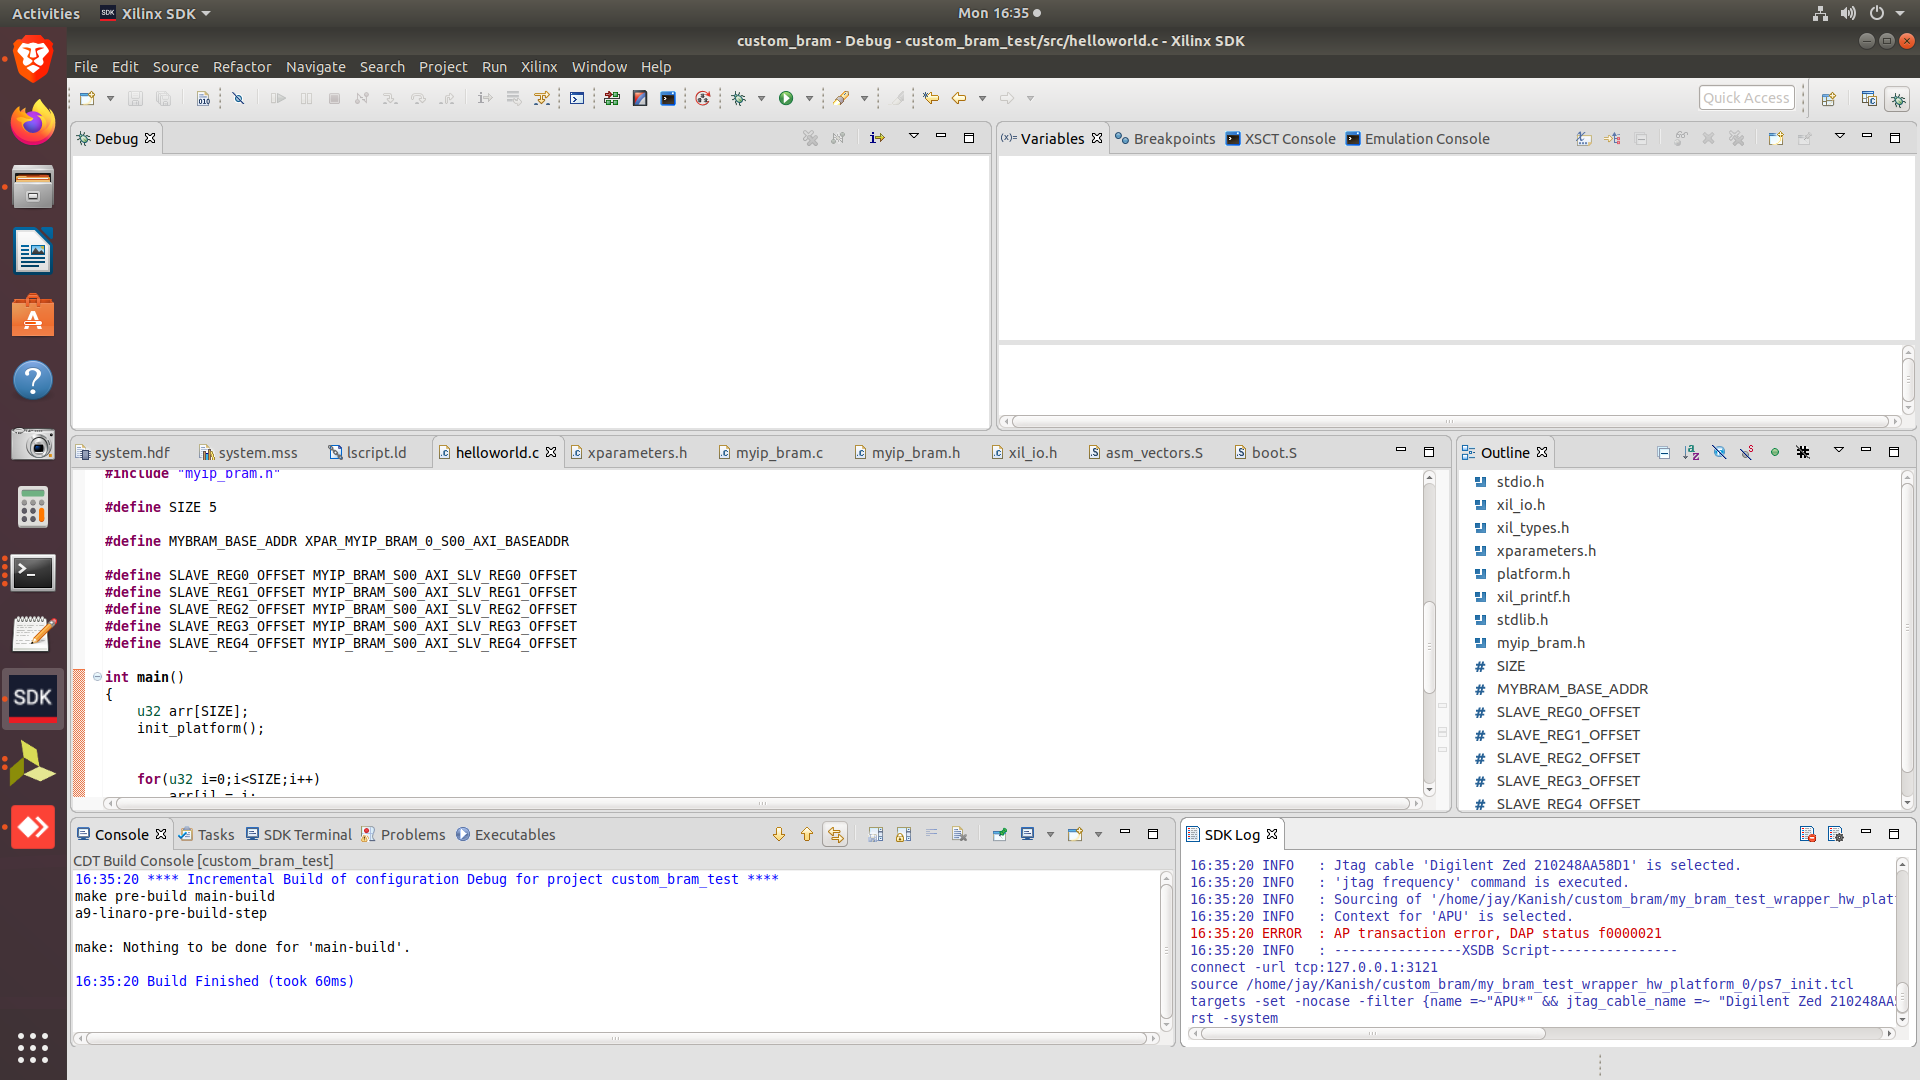 Activities
Xilinx SDK
Mon 16:35
custom_bram - Debug - custom_bram_test/src/helloworld.c - Xilinx SDK
File Edit Source Refactor Navigate Search Project Run Xilinx Window Help
Quick Access
Debug
Variables Breakpoints XSCT Console Emulation Console
system.hdf system.mss lscript.ld helloworld.c xparameters.h myip_bram.c myip_bram.h xil_io.h asm_vectors.S boot.S
#include "myip_bram.h"
#define SIZE 5
#define MYBRAM_BASE_ADDR XPAR_MYIP_BRAM_0_S00_AXI_BASEADDR
#define SLAVE_REG0_OFFSET MYIP_BRAM_S00_AXI_SLV_REG0_OFFSET
#define SLAVE_REG1_OFFSET MYIP_BRAM_S00_AXI_SLV_REG1_OFFSET
#define SLAVE_REG2_OFFSET MYIP_BRAM_S00_AXI_SLV_REG2_OFFSET
#define SLAVE_REG3_OFFSET MYIP_BRAM_S00_AXI_SLV_REG3_OFFSET
#define SLAVE_REG4_OFFSET MYIP_BRAM_S00_AXI_SLV_REG4_OFFSET
int main()
{
u32 arr[SIZE];
init_platform();
for(u32 i=0;i<SIZE;i++)
arr[i] = i;
Outline
stdio.h
xil_io.h
xil_types.h
xparameters.h
platform.h
xil_printf.h
stdlib.h
myip_bram.h
SIZE
MYBRAM_BASE_ADDR
SLAVE_REG0_OFFSET
SLAVE_REG1_OFFSET
SLAVE_REG2_OFFSET
SLAVE_REG3_OFFSET
SLAVE_REG4_OFFSET
Console Tasks SDK Terminal Problems Executables
CDT Build Console [custom_bram_test]
16:35:20 **** Incremental Build of configuration Debug for project custom_bram_test ****
make pre-build main-build
a9-linaro-pre-build-step
make: Nothing to be done for 'main-build'.
16:35:20 Build Finished (took 60ms)
SDK Log
16:35:20 INFO : Jtag cable 'Digilent Zed 210248AA58D1' is selected.
16:35:20 INFO : 'jtag frequency' command is executed.
16:35:20 INFO : Sourcing of '/home/jay/Kanish/custom_bram/my_bram_test_wrapper_hw_plat
16:35:20 INFO : Context for 'APU' is selected.
16:35:20 ERROR : AP transaction error, DAP status f0000021
16:35:20 INFO : ----------------XSDB Script----------------
connect -url tcp:127.0.0.1:3121
source /home/jay/Kanish/custom_bram/my_bram_test_wrapper_hw_platform_0/ps7_init.tcl
targets -set -nocase -filter {name =~"APU*" && jtag_cable_name =~ "Digilent Zed 210248AA
rst -system
SDK